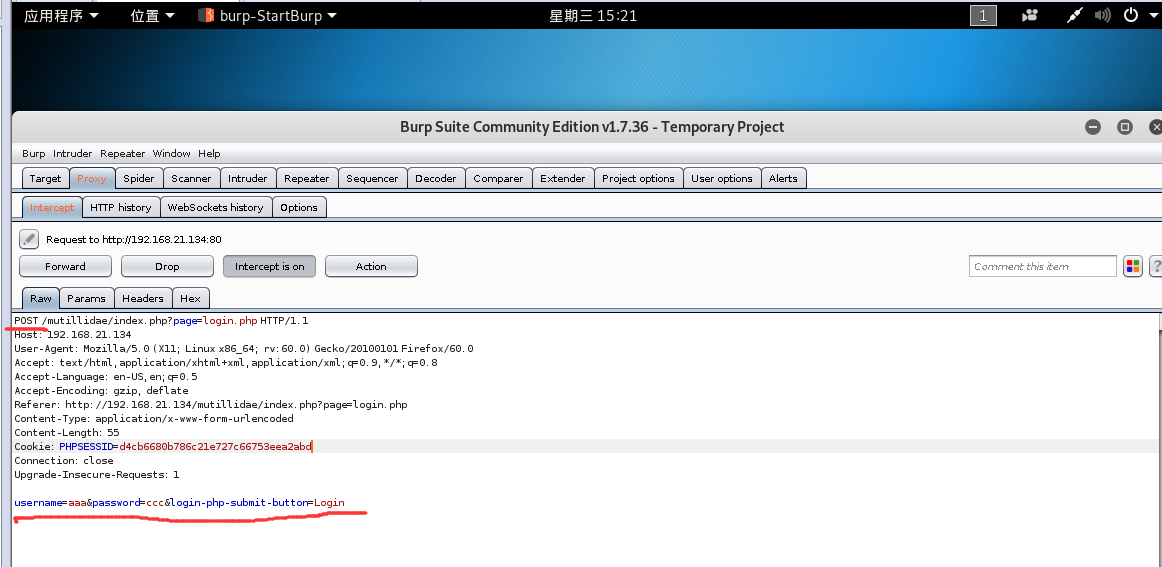 应用程序 位置 burp-StartBurp 星期三 15:21 1
Burp Suite Community Edition v1.7.36 - Temporary Project
Burp Intruder Repeater Window Help
Target Proxy Spider Scanner Intruder Repeater Sequencer Decoder Comparer Extender Project options User options Alerts
Intercept HTTP history WebSockets history Options
Request to http://192.168.21.134:80
Forward Drop Intercept is on Action Comment this item ?
Raw Params Headers Hex
POST /mutillidae/index.php?page=login.php HTTP/1.1
Host: 192.168.21.134
User-Agent: Mozilla/5.0 (X11; Linux x86_64; rv:60.0) Gecko/20100101 Firefox/60.0
Accept: text/html,application/xhtml+xml,application/xml;q=0.9,*/*;q=0.8
Accept-Language: en-US,en;q=0.5
Accept-Encoding: gzip, deflate
Referer: http://192.168.21.134/mutillidae/index.php?page=login.php
Content-Type: application/x-www-form-urlencoded
Content-Length: 55
Cookie: PHPSESSID=d4cb6680b786c21e727c66753eea2abd
Connection: close
Upgrade-Insecure-Requests: 1
username=aaa&password=ccc&login-php-submit-button=Login